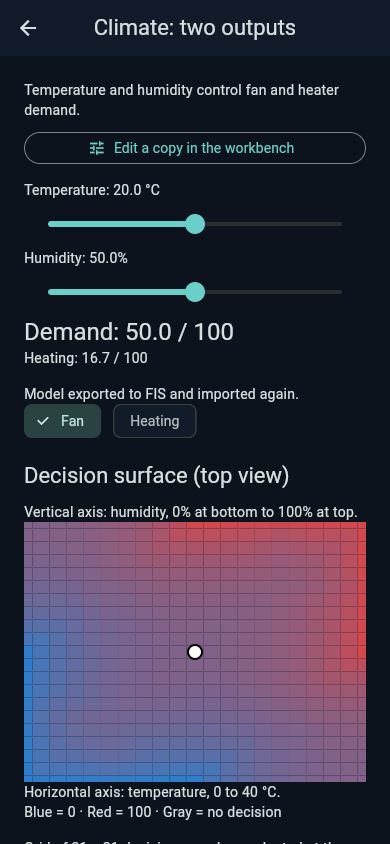 Climate: two outputs
Temperature and humidity control fan and heater
demand.
Edit a copy in the workbench
Temperature: 20.0 °C
Humidity: 50.0%
Demand: 50.0 / 100
Heating: 16.7 / 100
Model exported to FIS and imported again.
Fan
Heating
Decision surface (top view)
Vertical axis: humidity, 0% at bottom to 100% at top.
Horizontal axis: temperature, 0 to 40 °C.
Blue = 0 · Red = 100 · Gray = no decision